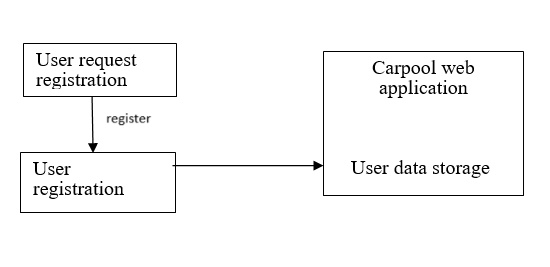 User request
registration
register
User
registration
Carpool web
application
User data storage